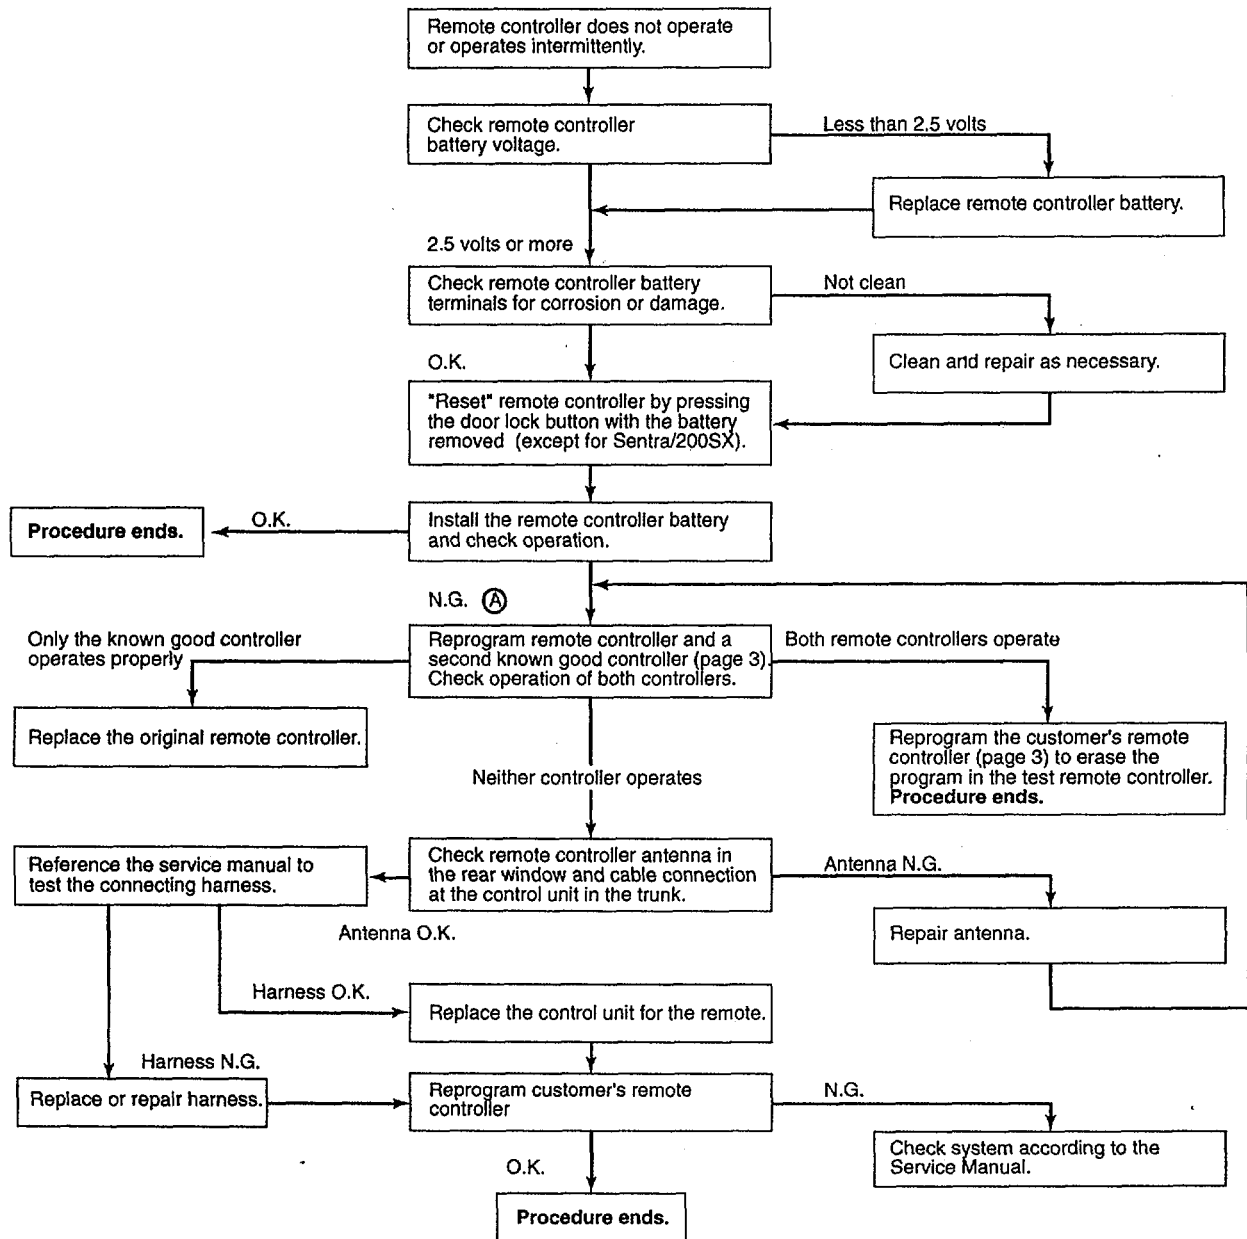 Remote controller does not operate
or operates intermittently.
Check remote controller
battery voltage.
Less than 2.5 volts
Replace remote controller battery.
2.5 volts or more
Check remote controller battery
terminals for corrosion or damage.
Not clean
Clean and repair as necessary.
O.K.
"Reset" remote controller by pressing
the door lock button with the battery
removed (except for Sentra/200SX).
Install the remote controller battery
and check operation.
O.K.
Procedure ends.
N.G. Ⓐ
Reprogram remote controller and a
second known good controller (page 3).
Check operation of both controllers.
Only the known good controller
operates properly
Replace the original remote controller.
Both remote controllers operate
Reprogram the customer's remote
controller (page 3) to erase the
program in the test remote controller.
Procedure ends.
Neither controller operates
Check remote controller antenna in
the rear window and cable connection
at the control unit in the trunk.
Antenna N.G.
Repair antenna.
Antenna O.K.
Reference the service manual to
test the connecting harness.
Harness O.K.
Replace the control unit for the remote.
Harness N.G.
Replace or repair harness.
Reprogram customer's remote
controller
N.G.
Check system according to the
Service Manual.
O.K.
Procedure ends.